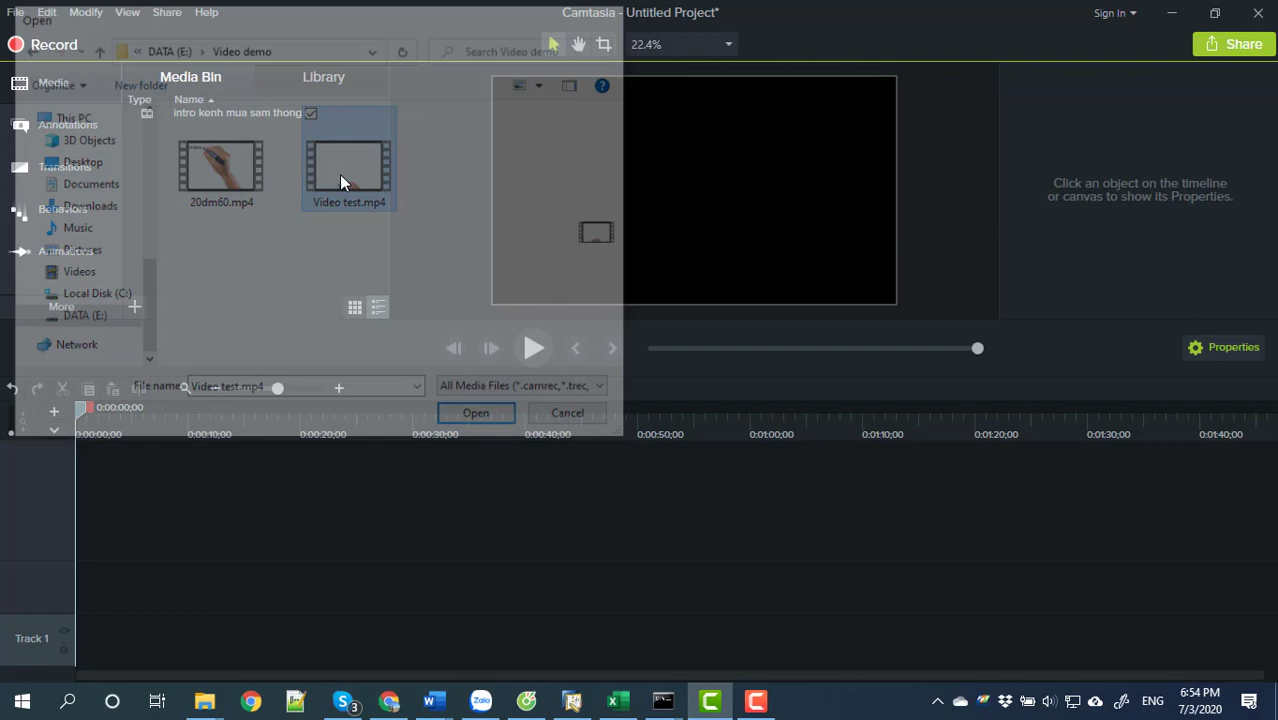 File Edit Modify View Share Help
Camtasia - Untitled Project*
Sign In
Open
Record
DATA (E:) Video demo
Search Video demo
22.4%
Share
Media
Organize
New folder
Media Bin
Library
Type
Name
intro kenh mua sam thong
This PC
3D Objects
Desktop
Documents
Downloads
Music
Pictures
Videos
Local Disk (C:)
DATA (E:)
Network
Annotations
Transitions
Behaviors
Animations
More
20dm60.mp4
Video test.mp4
Click an object on the timeline
or canvas to show its Properties.
Properties
File name:
Video test.mp4
All Media Files (*.camrec,*.trec,
Open
Cancel
0:00:00;00
0:00:00;00 0:00:10;00 0:00:20;00 0:00:30;00 0:00:40;00 0:00:50;00 0:01:00;00 0:01:10;00 0:01:20;00 0:01:30;00 0:01:40;00
Track 1
3
Zalo
ENG
6:54 PM
7/3/2020